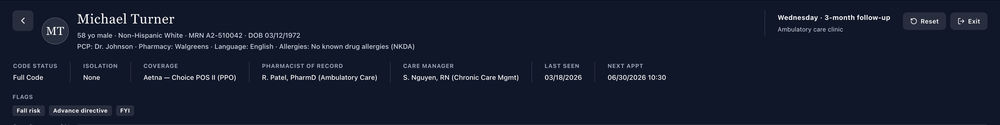 MT
Michael Turner
58 yo male · Non-Hispanic White · MRN A2-510042 · DOB 03/12/1972
PCP: Dr. Johnson · Pharmacy: Walgreens · Language: English · Allergies: No known drug allergies (NKDA)
Wednesday · 3-month follow-up
Ambulatory care clinic
Reset
Exit
CODE STATUS
Full Code
ISOLATION
None
COVERAGE
Aetna — Choice POS II (PPO)
PHARMACIST OF RECORD
R. Patel, PharmD (Ambulatory Care)
CARE MANAGER
S. Nguyen, RN (Chronic Care Mgmt)
LAST SEEN
03/18/2026
NEXT APPT
06/30/2026 10:30
FLAGS
Fall risk
Advance directive
FYI